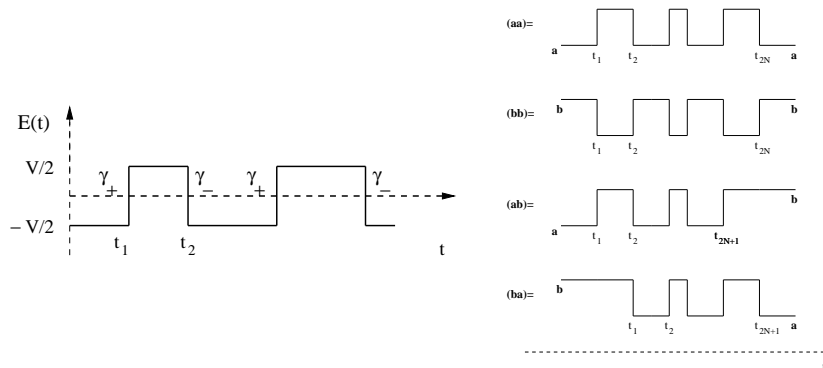 E(t)
V/2
γ+ γ− γ+ γ−
− V/2
t1 t2 t
(aa)=
a t1 t2 t2N a
b b
(bb)=
t1 t2 t2N
(ab)= b
a t1 t2 t2N+1
(ba)= b
t1 t2 t2N+1 a